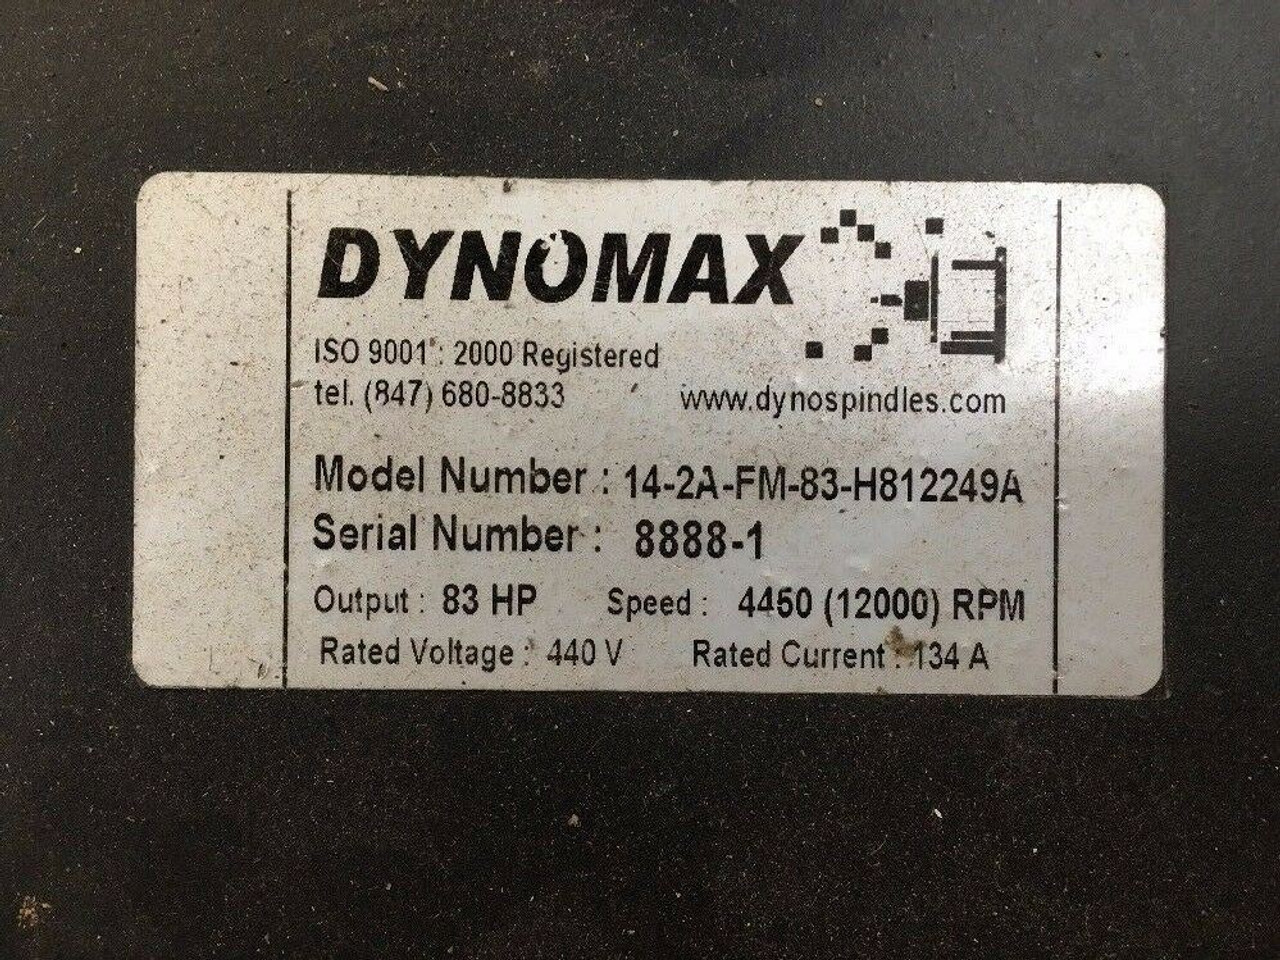 DYNOMAX
ISO 9001 : 2000 Registered
tel. (847) 680-8833 www.dynospindles.com
Model Number : 14-2A-FM-83-H812249A
Serial Number : 8888-1
Output : 83 HP Speed : 4450 (12000) RPM
Rated Voltage : 440 V Rated Current : 134 A